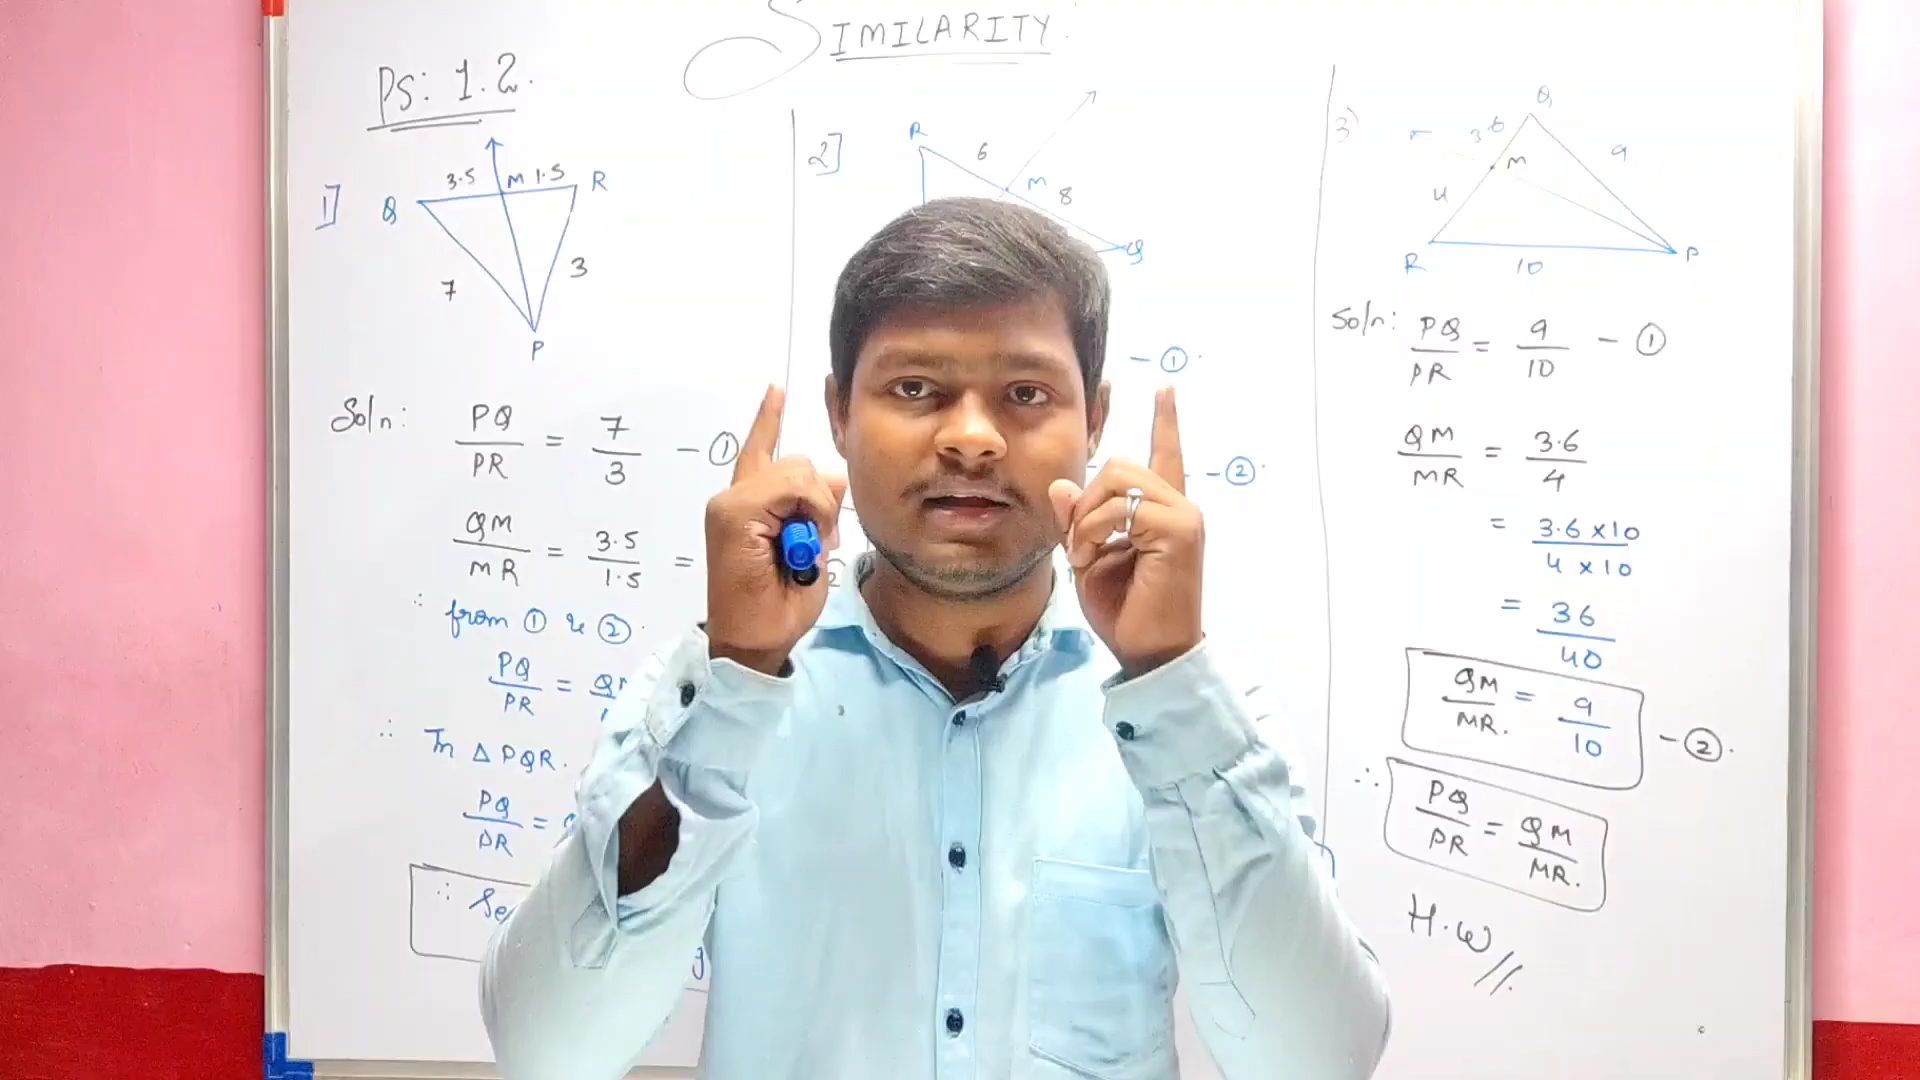 SIMILARITY
Ps: 1.2.
1]
3.5 M 1.5 R
Q
7 3
P
Soln: PQ/PR = 7/3 - ①
QM/MR = 3.5/1.5 =
∴ from ① & ②.
PQ/PR =
∴ In Δ PQR.
PQ/PR =
∴
2]
R 6
M 8
Q
- ①.
- ②.
3)
Q
3.6 M 9
4
R 10 P
Soln: PQ/PR = 9/10 - ①
QM/MR = 3.6/4
= 3.6 x 10/4 x 10
= 36/40
QM/MR. = 9/10 - ②.
∴ PQ/PR = QM/MR.
H.W//.